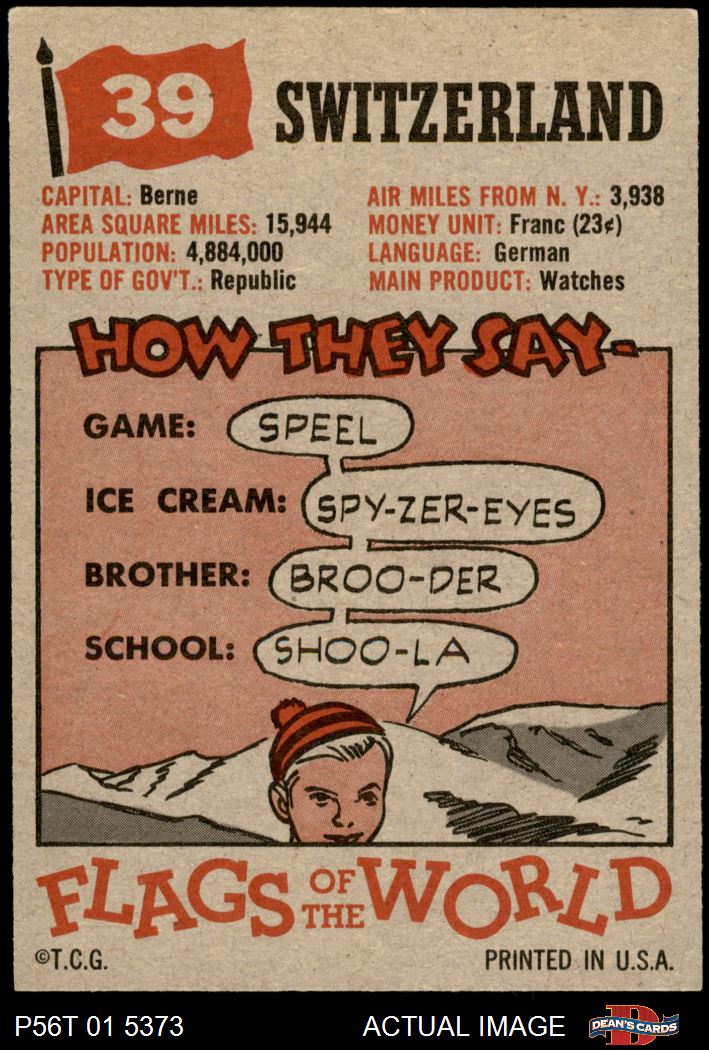 39 SWITZERLAND
CAPITAL: Berne
AREA SQUARE MILES: 15,944
POPULATION: 4,884,000
TYPE OF GOV'T.: Republic
AIR MILES FROM N. Y.: 3,938
MONEY UNIT: Franc (23¢)
LANGUAGE: German
MAIN PRODUCT: Watches
HOW THEY SAY-
GAME: SPEEL
ICE CREAM: SPY-ZER-EYES
BROTHER: BROO-DER
SCHOOL: SHOO-LA
FLAGS OF THE WORLD
©T.C.G. PRINTED IN U.S.A.
P56T 01 5373 ACTUAL IMAGE D DEAN'S CARDS